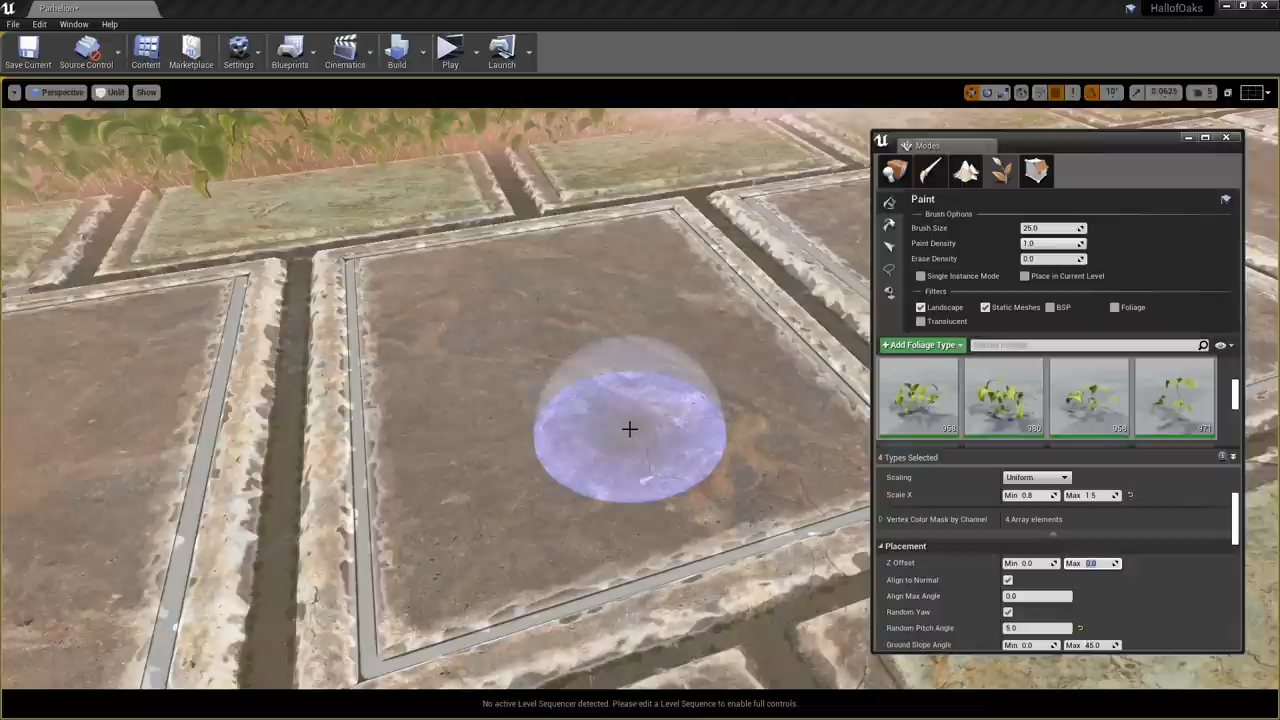 Parhelion*
HallofOaks
File Edit Window Help
Save Current Source Control Content Marketplace Settings Blueprints Cinematics Build Play Launch
Perspective Unlit Show
10° 0.0625 5
Modes
Paint
Brush Options
Brush Size 25.0
Paint Density 1.0
Erase Density 0.0
Single Instance Mode Place in Current Level
Filters
Landscape Static Meshes BSP Foliage
Translucent
+Add Foliage Type
968 980 958 971
4 Types Selected
Scaling Uniform
Scale X Min 0.8 Max 1.5
Vertex Color Mask by Channel 4 Array elements
Placement
Z Offset Min 0.0 Max 0.0
Align to Normal
Align Max Angle 0.0
Random Yaw
Random Pitch Angle 5.0
Ground Slope Angle Min 0.0 Max 45.0
No active Level Sequencer detected. Please edit a Level Sequence to enable full controls.